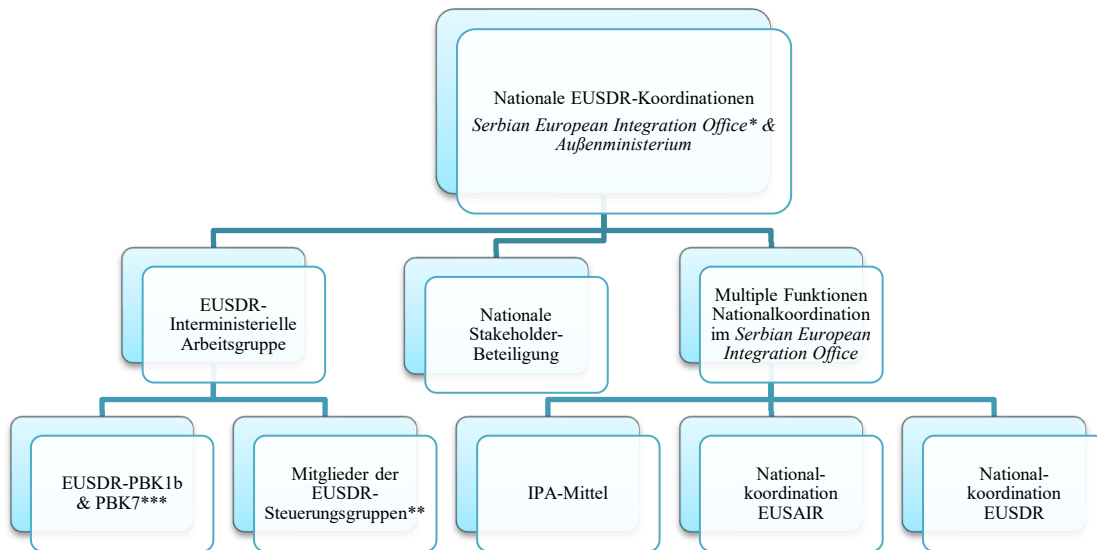 Nationale EUSDR-Koordinationen
Serbian European Integration Office* &
Außenministerium
EUSDR-
Interministerielle
Arbeitsgruppe
Nationale
Stakeholder-
Beteiligung
Multiple Funktionen
Nationalkoordination
im Serbian European
Integration Office
EUSDR-PBK1b
& PBK7***
Mitglieder der
EUSDR-
Steuerungsgruppen**
IPA-Mittel
National-
koordination
EUSAIR
National-
koordination
EUSDR